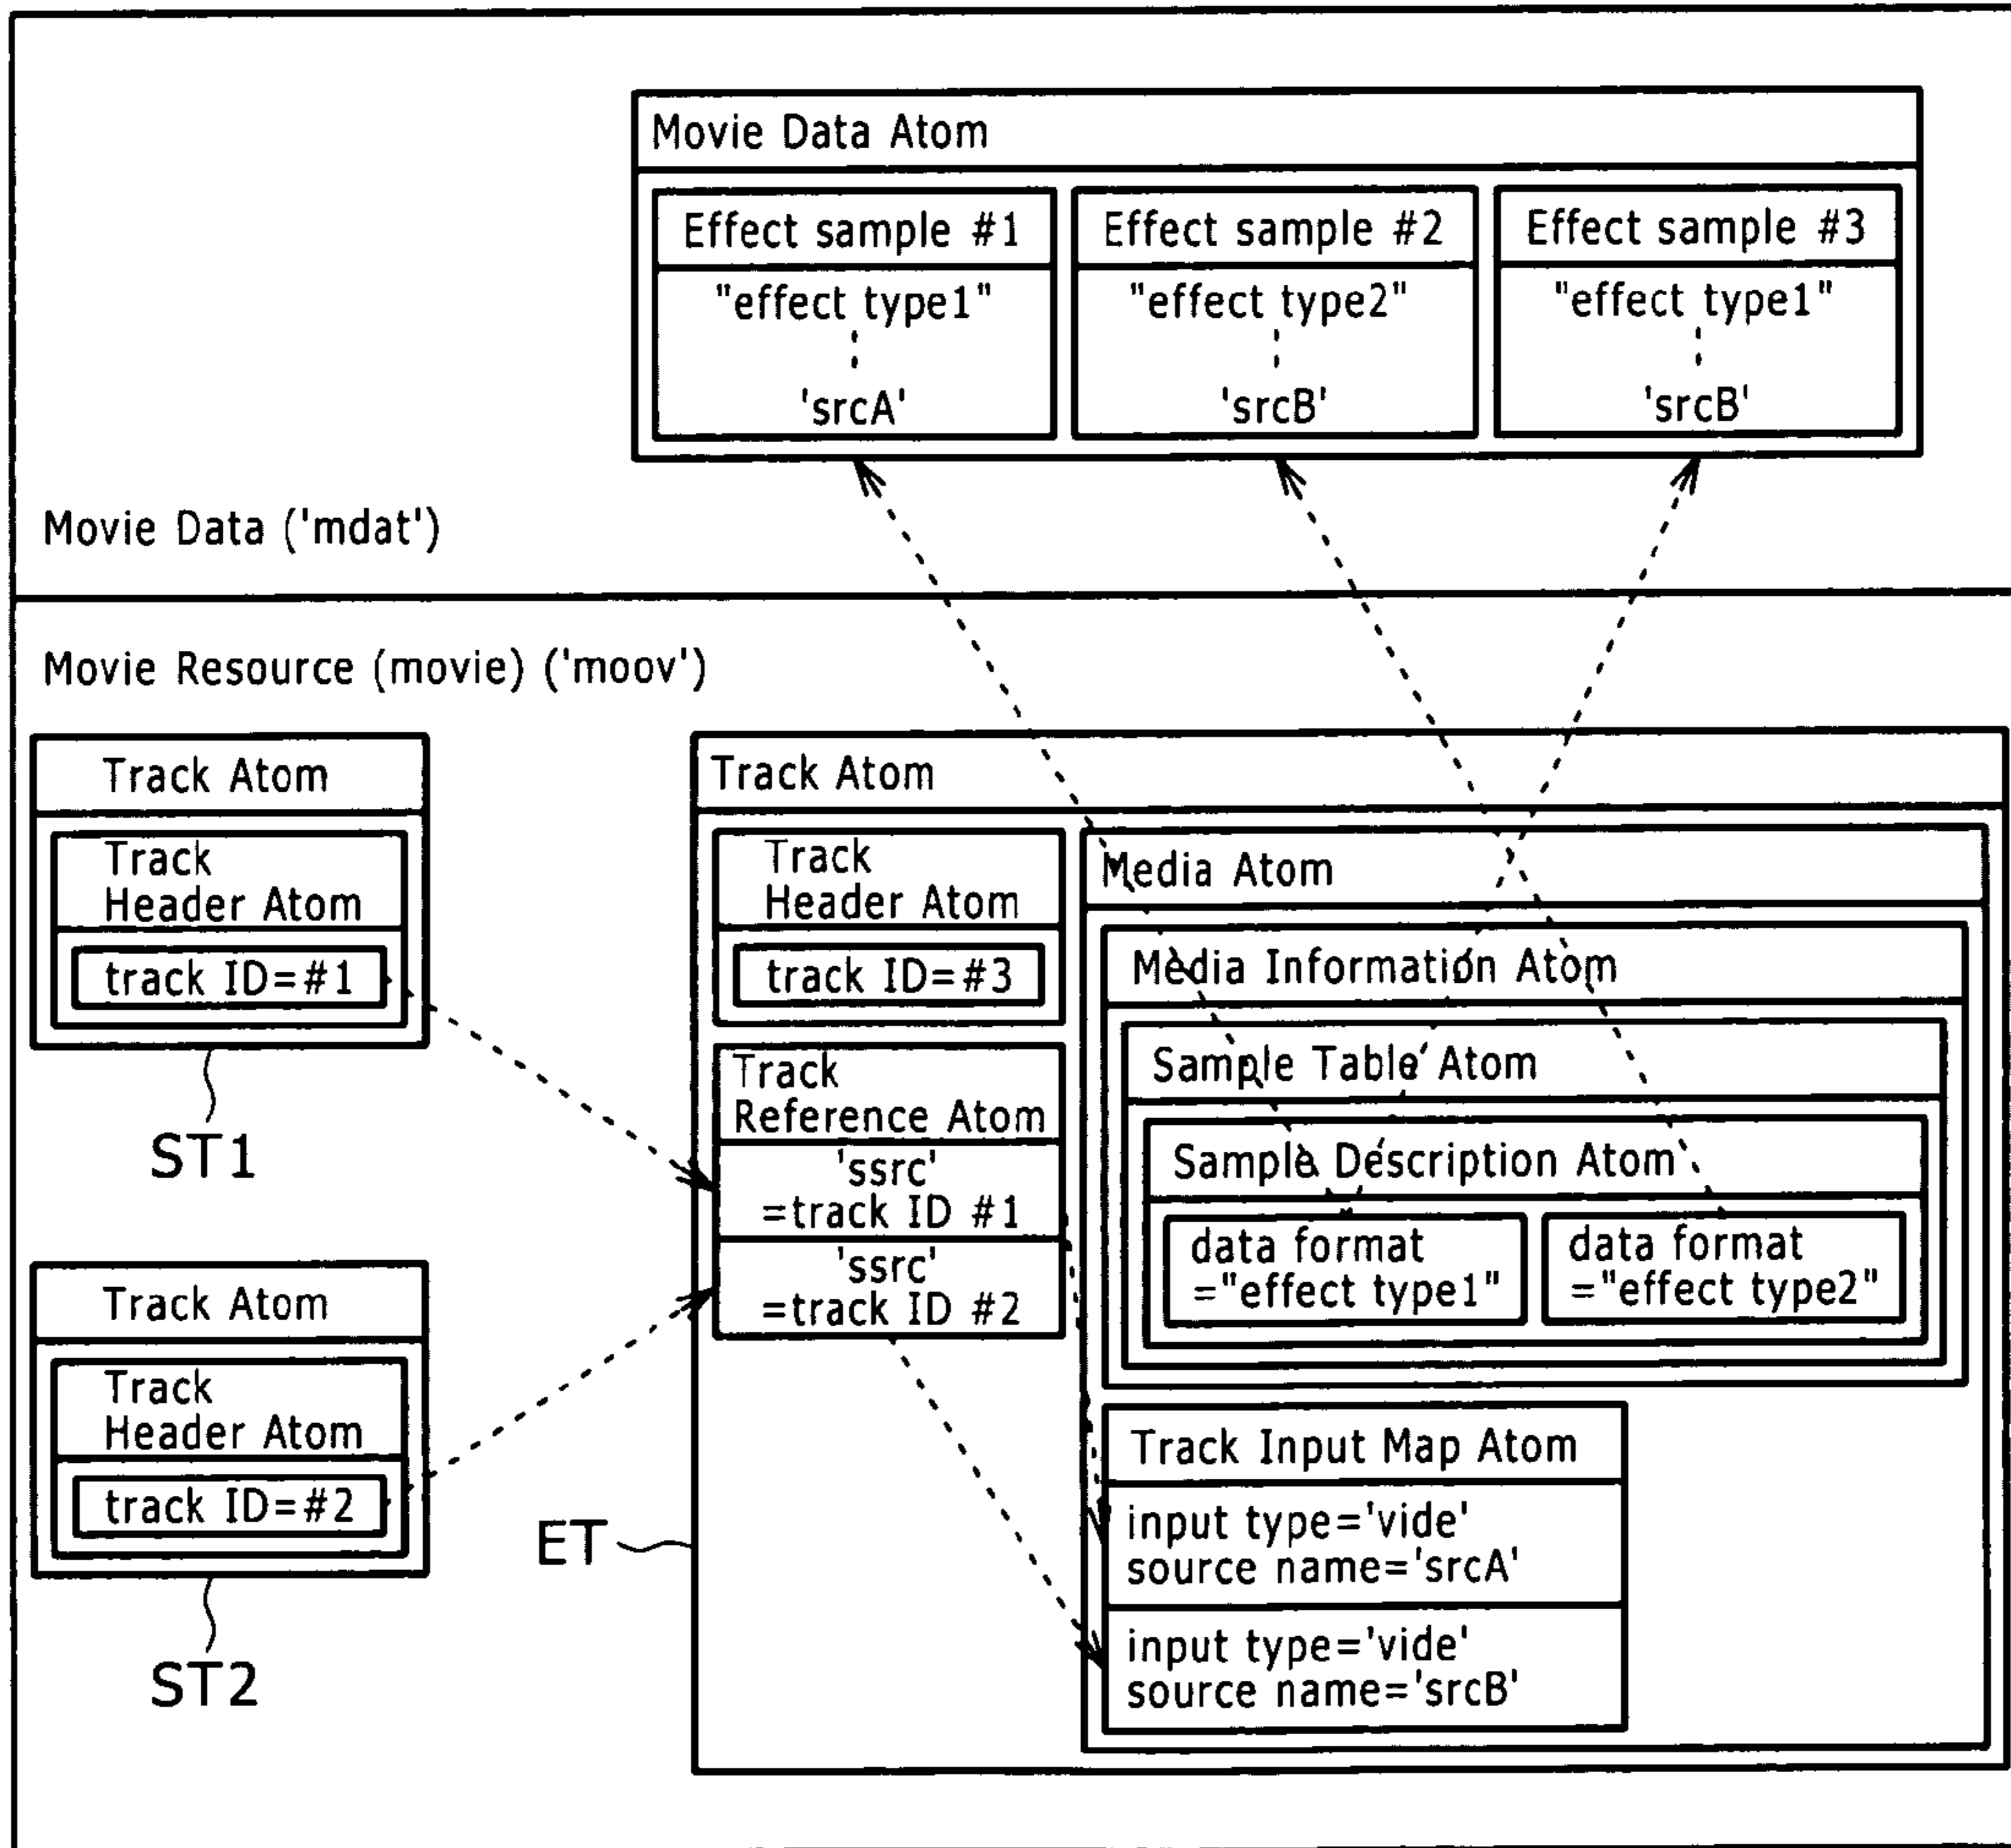 Movie Data Atom
Effect sample #1
"effect type1"
'srcA'
Effect sample #2
"effect type2"
'srcB'
Effect sample #3
"effect type1"
'srcB'
Movie Data ('mdat')
Movie Resource (movie) ('moov')
Track Atom
Track
Header Atom
track ID=#1
ST1
Track Atom
Track
Header Atom
track ID=#2
ST2
Track Atom
Track
Header Atom
track ID=#3
Track
Reference Atom
'ssrc'
=track ID #1
'ssrc'
=track ID #2
ET
Media Atom
Media Information Atom
Sample Table Atom
Sample Description Atom
data format
="effect type1"
data format
="effect type2"
Track Input Map Atom
input type='vide'
source name='srcA'
input type='vide'
source name='srcB'